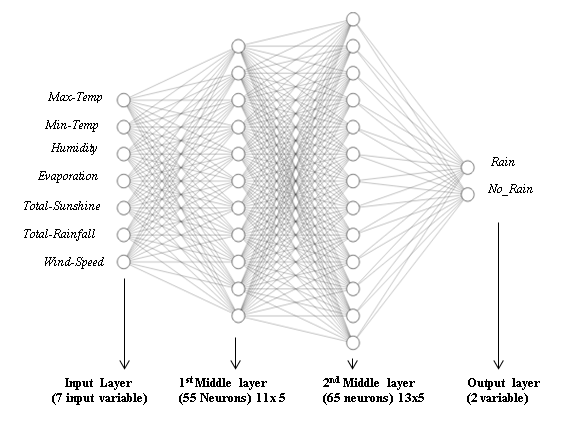 Max-Temp
Min-Temp
Humidity
Evaporation
Total-Sunshine
Total-Rainfall
Wind-Speed
Rain
No_Rain
Input Layer
(7 input variable)
1st Middle layer
(55 Neurons) 11x 5
2nd Middle layer
(65 neurons) 13x5
Output layer
(2 variable)